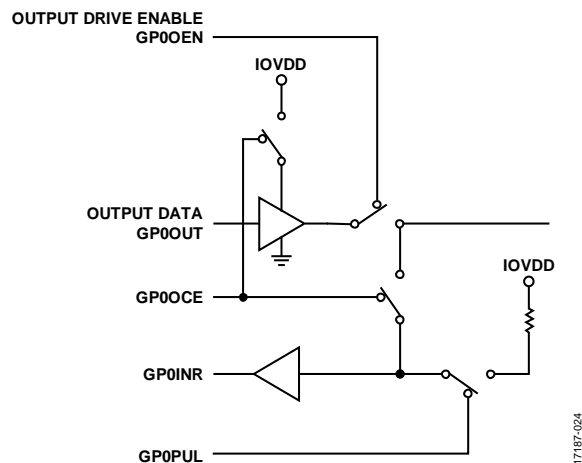 OUTPUT DRIVE ENABLE
GP0OEN
IOVDD
OUTPUT DATA
GP0OUT
IOVDD
GP0OCE
GP0INR
GP0PUL
17187-024